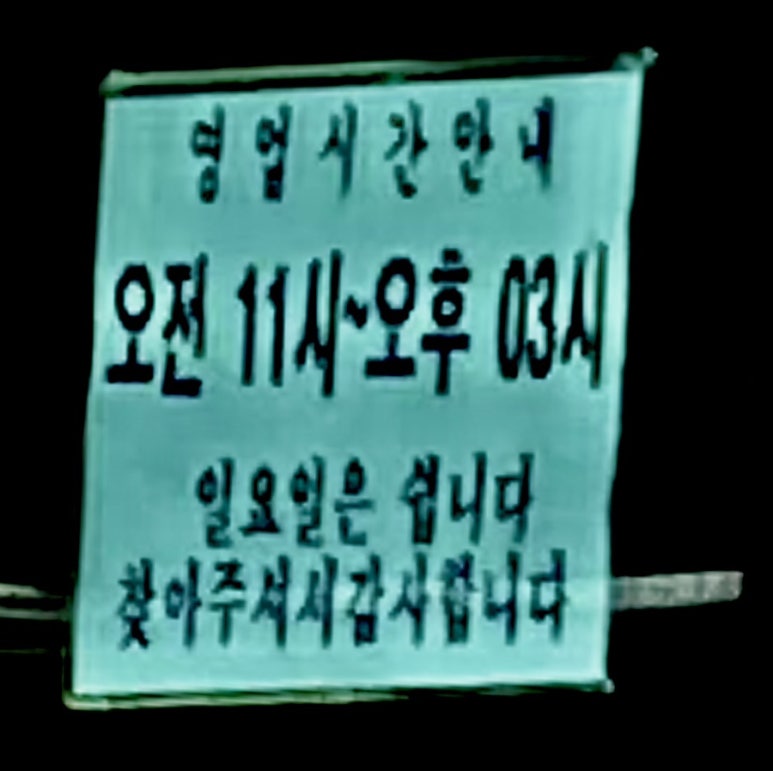 영업시간안내
오전 11시~오후 03시
일요일은 쉽니다
찾아주셔서감사합니다